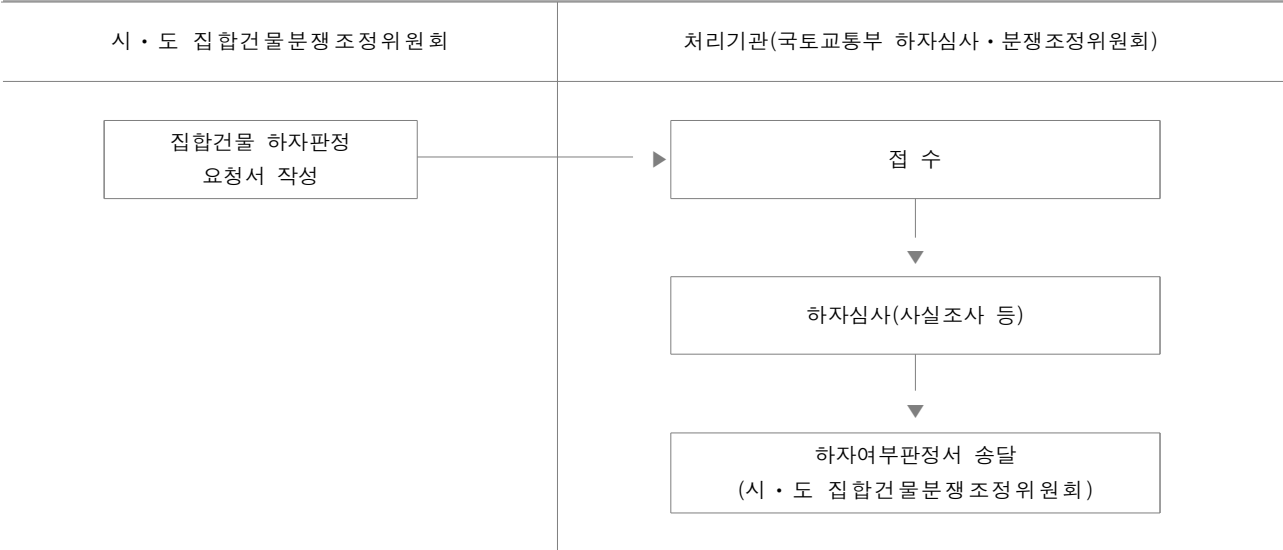 시・도 집합건물분쟁조정위원회
처리기관(국토교통부 하자심사・분쟁조정위원회)
집합건물 하자판정
요청서 작성
접 수
하자심사(사실조사 등)
하자여부판정서 송달
(시・도 집합건물분쟁조정위원회)